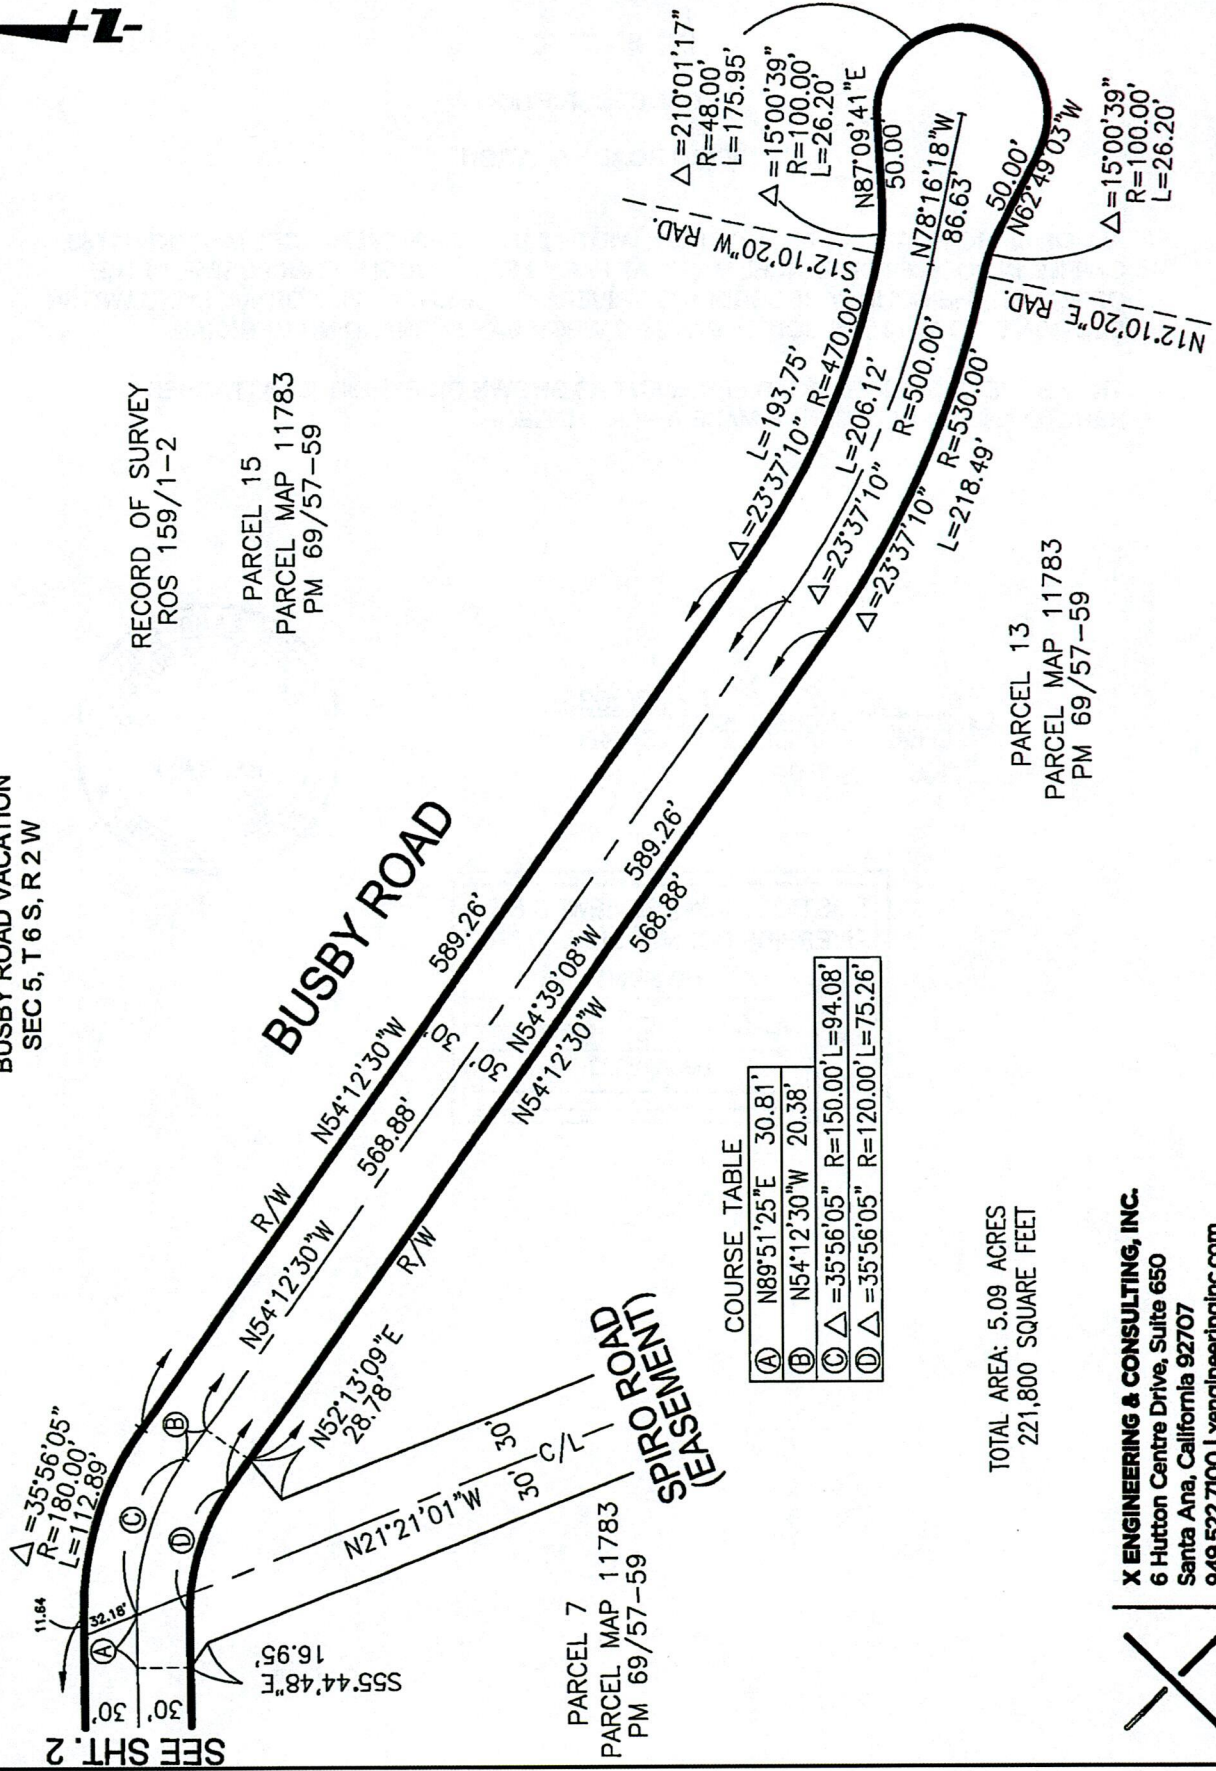 BUSBY ROAD VACATION
SEC 5, T 6 S, R 2 W
SEE SHT. 2
30'
30'
11.64
32.18'
Ⓐ
Δ=35°56'05"
R=180.00'
L=112.89'
Ⓒ
Ⓓ
Ⓑ
S55°44'48"E
16.95'
N52°13'09"E
28.78'
N21°21'01"W
30'
30'
C/L
SPIRO ROAD
(EASEMENT)
PARCEL 7
PARCEL MAP 11783
PM 69/57-59
BUSBY ROAD
R/W
N54°12'30"W
589.26'
N54°12'30"W
568.88'
30'
30'
N54°39'08"W
589.26'
R/W
N54°12'30"W
568.88'
RECORD OF SURVEY
ROS 159/1-2
PARCEL 15
PARCEL MAP 11783
PM 69/57-59
Δ=23°37'10"
L=193.75'
R=470.00'
Δ=23°37'10"
L=206.12'
R=500.00'
Δ=23°37'10"
L=218.49'
R=530.00'
S12°10'20"W RAD.
N12°10'20"E RAD.
Δ=210°01'17"
R=48.00'
L=175.95'
Δ=15°00'39"
R=100.00'
L=26.20'
N87°09'41"E
50.00'
N78°16'18"W
86.63'
50.00'
N62°49'03"W
Δ=15°00'39"
R=100.00'
L=26.20'
PARCEL 13
PARCEL MAP 11783
PM 69/57-59
COURSE TABLE
Ⓐ N89°51'25"E 30.81'
Ⓑ N54°12'30"W 20.38'
Ⓒ Δ=35°56'05" R=150.00' L=94.08'
Ⓓ Δ=35°56'05" R=120.00' L=75.26'
TOTAL AREA: 5.09 ACRES
221,800 SQUARE FEET
X ENGINEERING & CONSULTING, INC.
6 Hutton Centre Drive, Suite 650
Santa Ana, California 92707
949.522.7100 | xengineeringinc.com